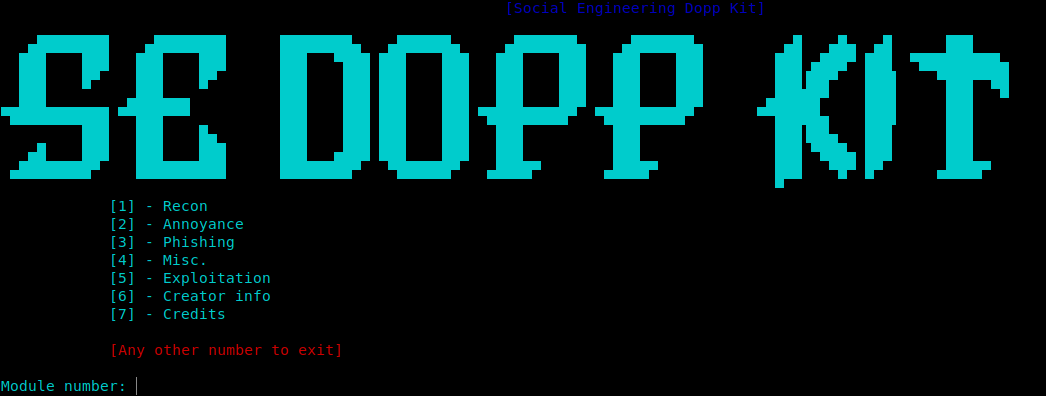 [Social Engineering Dopp Kit]
SE DOPP KIT
[1] - Recon
[2] - Annoyance
[3] - Phishing
[4] - Misc.
[5] - Exploitation
[6] - Creator info
[7] - Credits
[Any other number to exit]
Module number: